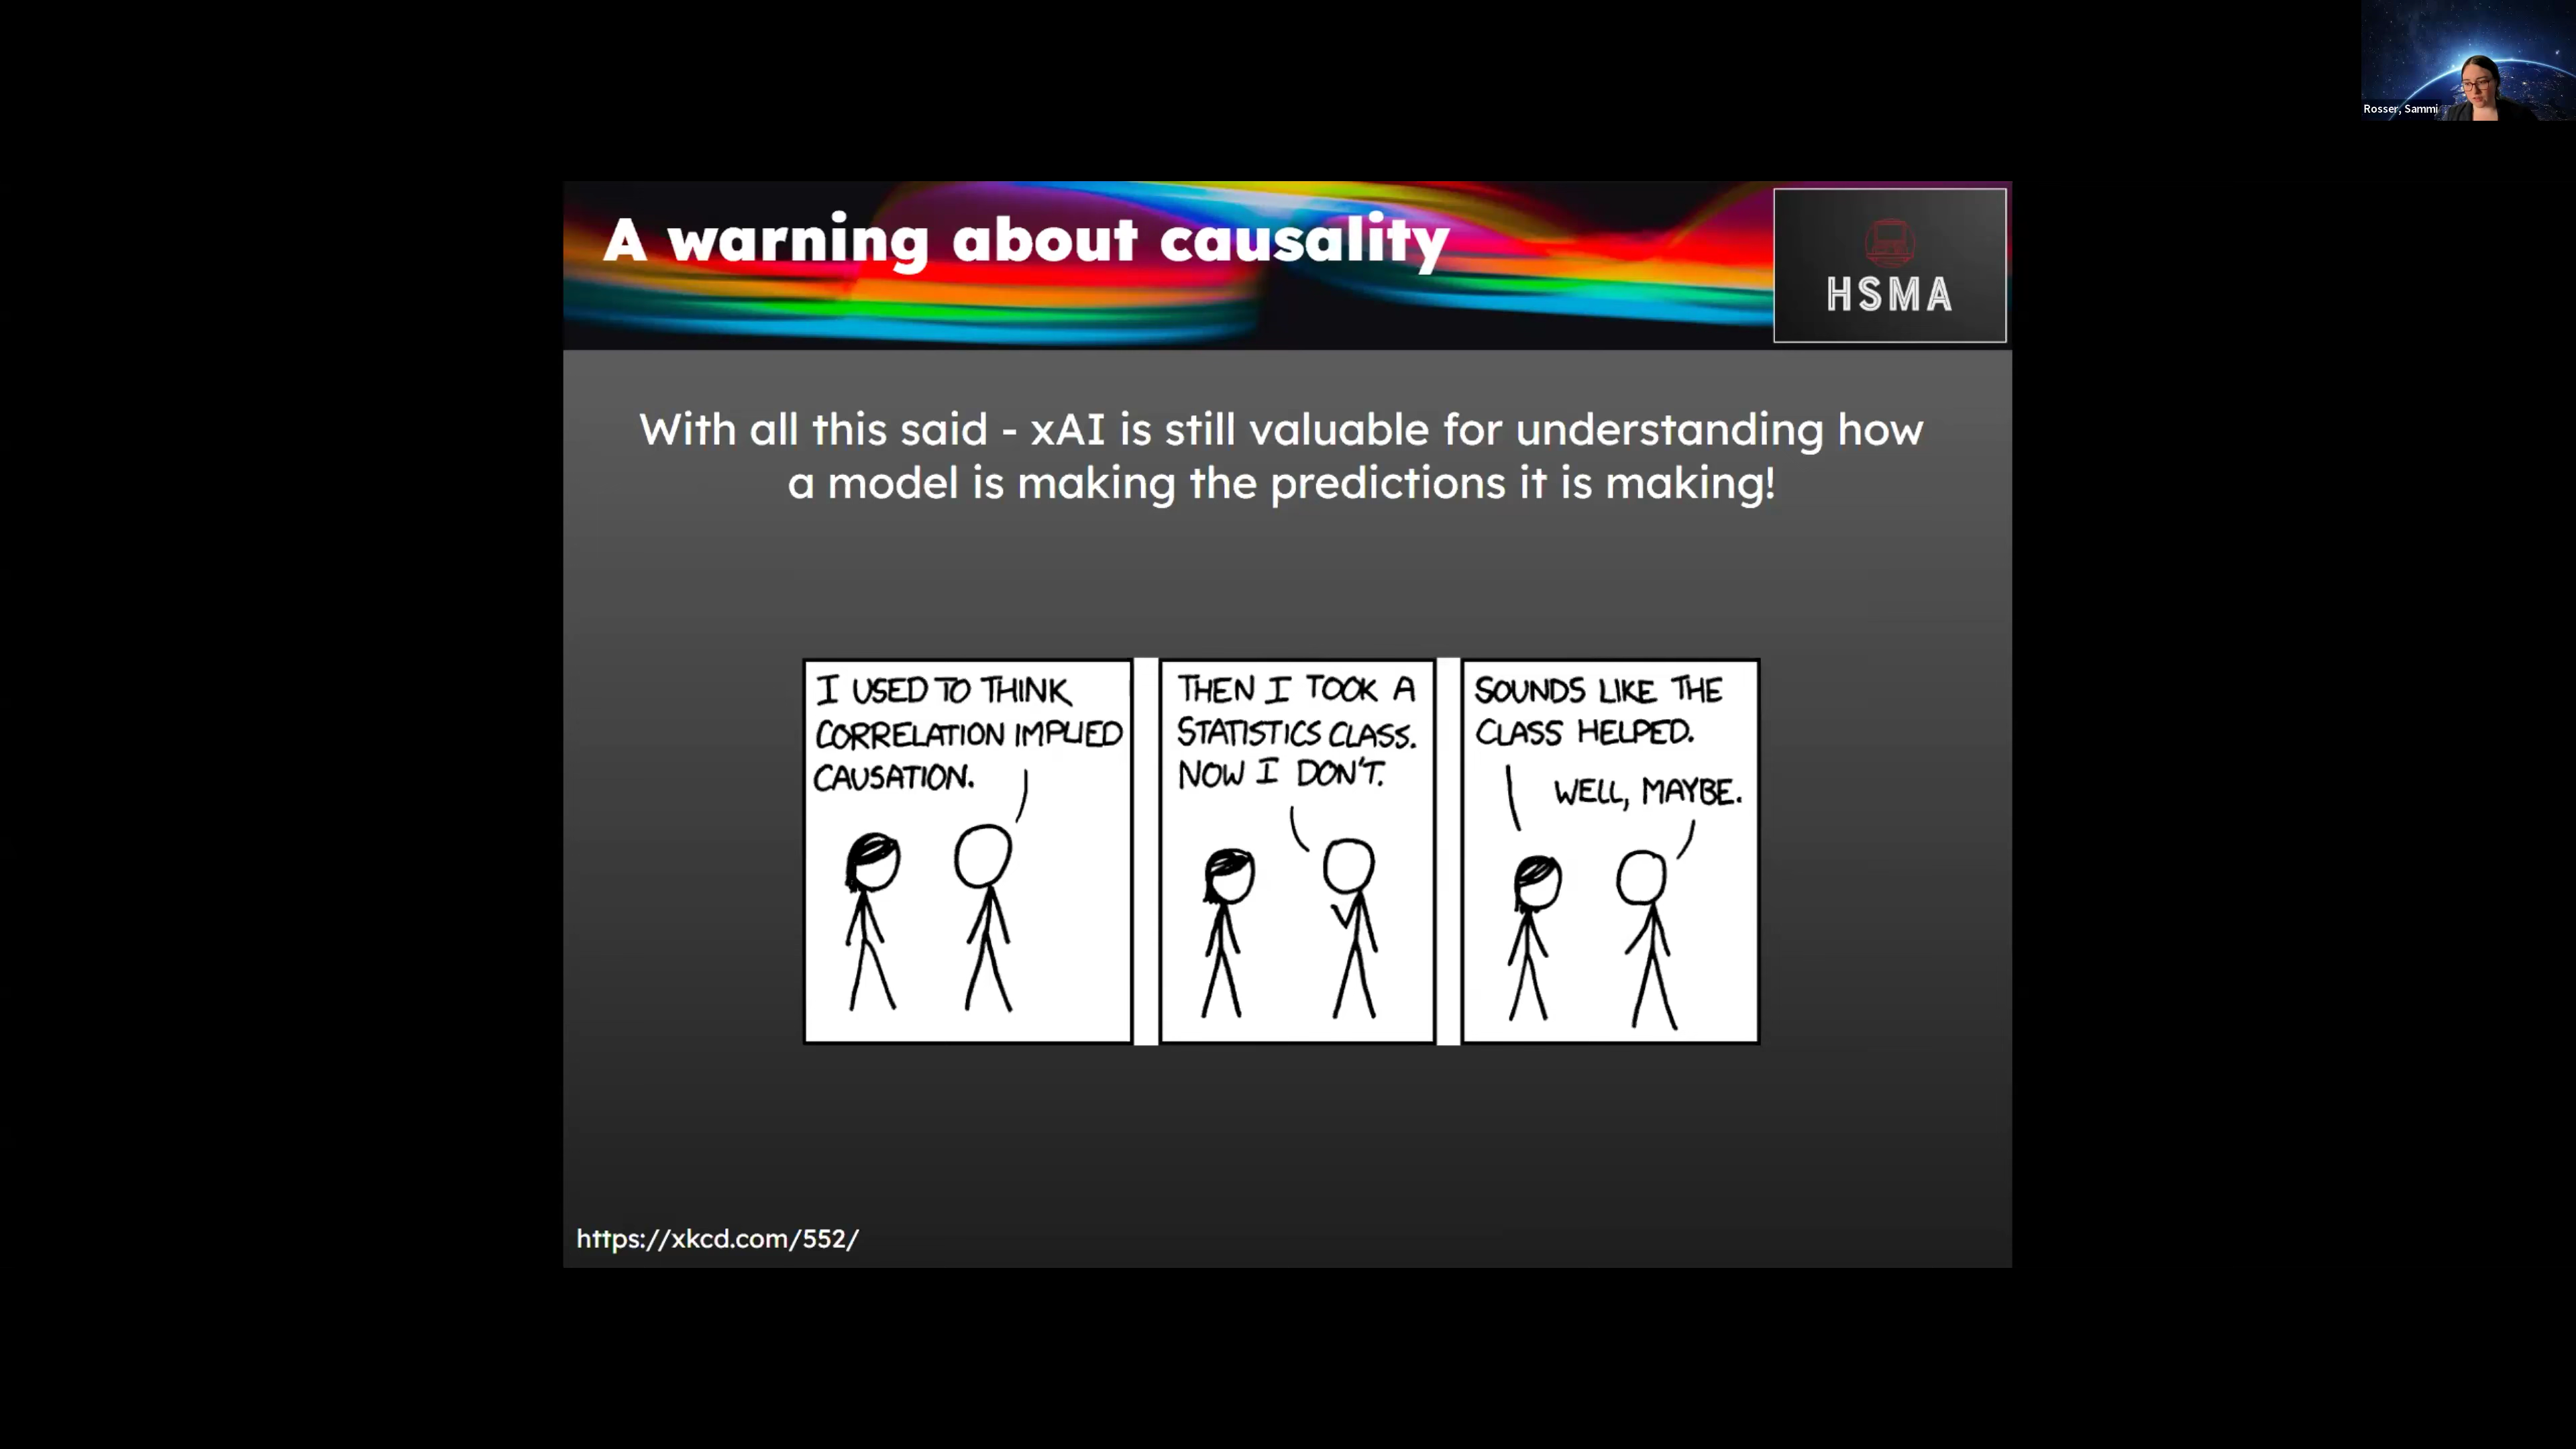 Rosser, Sammi
A warning about causality
HSMA
With all this said - xAI is still valuable for understanding how
a model is making the predictions it is making!
I USED TO THINK
CORRELATION IMPLIED
CAUSATION.
THEN I TOOK A
STATISTICS CLASS.
NOW I DON'T.
SOUNDS LIKE THE
CLASS HELPED.
WELL, MAYBE.
https://xkcd.com/552/